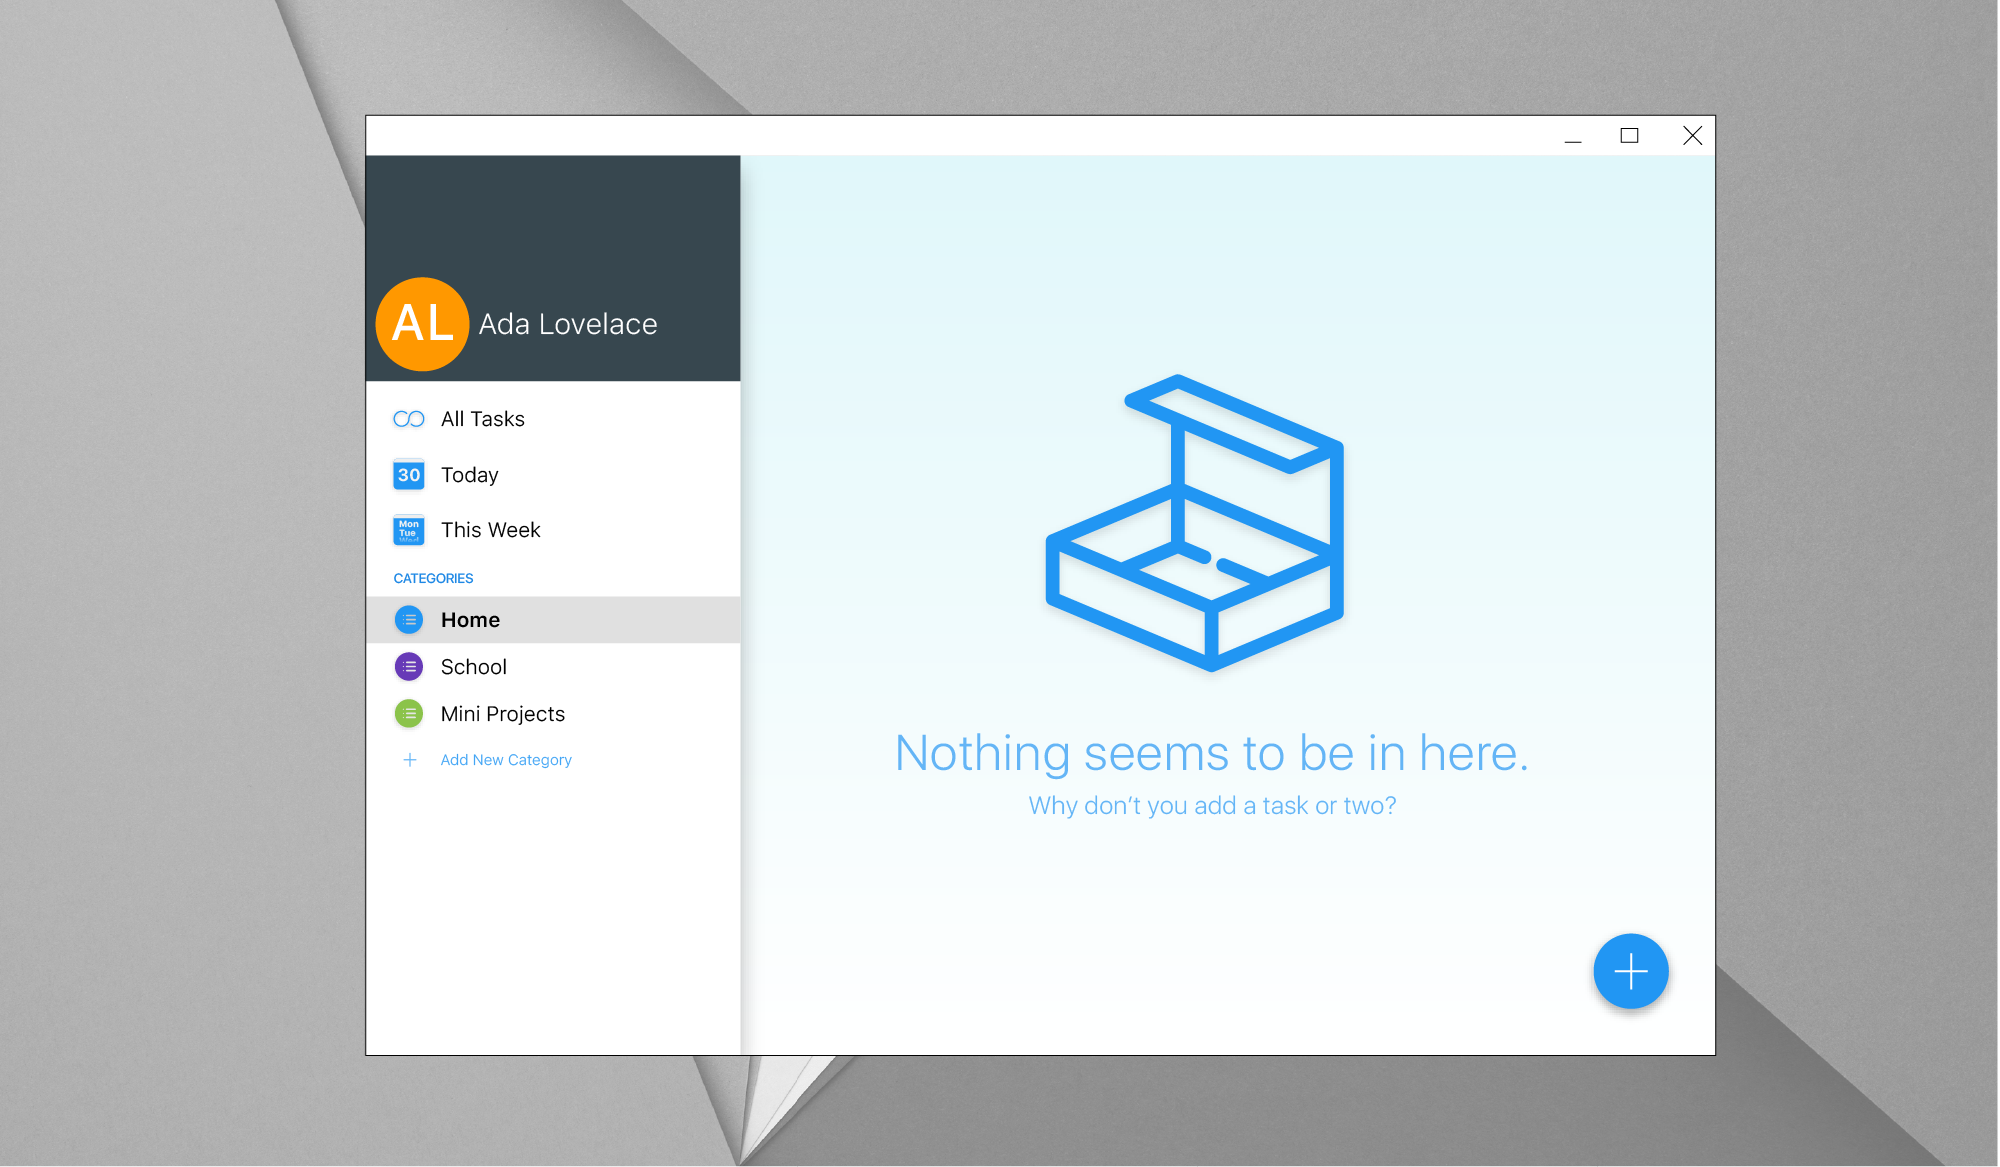 AL Ada Lovelace
All Tasks
30 Today
Mon
Tue
Wed
This Week
CATEGORIES
Home
School
Mini Projects
Add New Category
Nothing seems to be in here.
Why don’t you add a task or two?